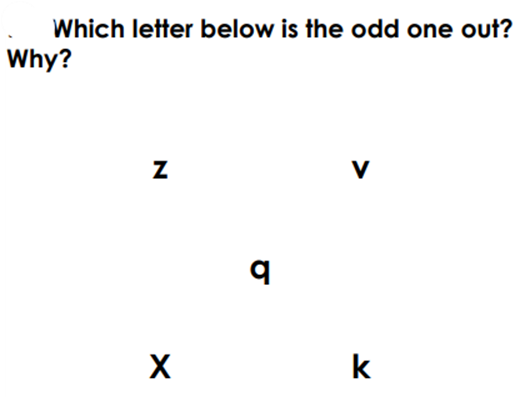 Which letter below is the odd one out?
Why?
z v
q
X k